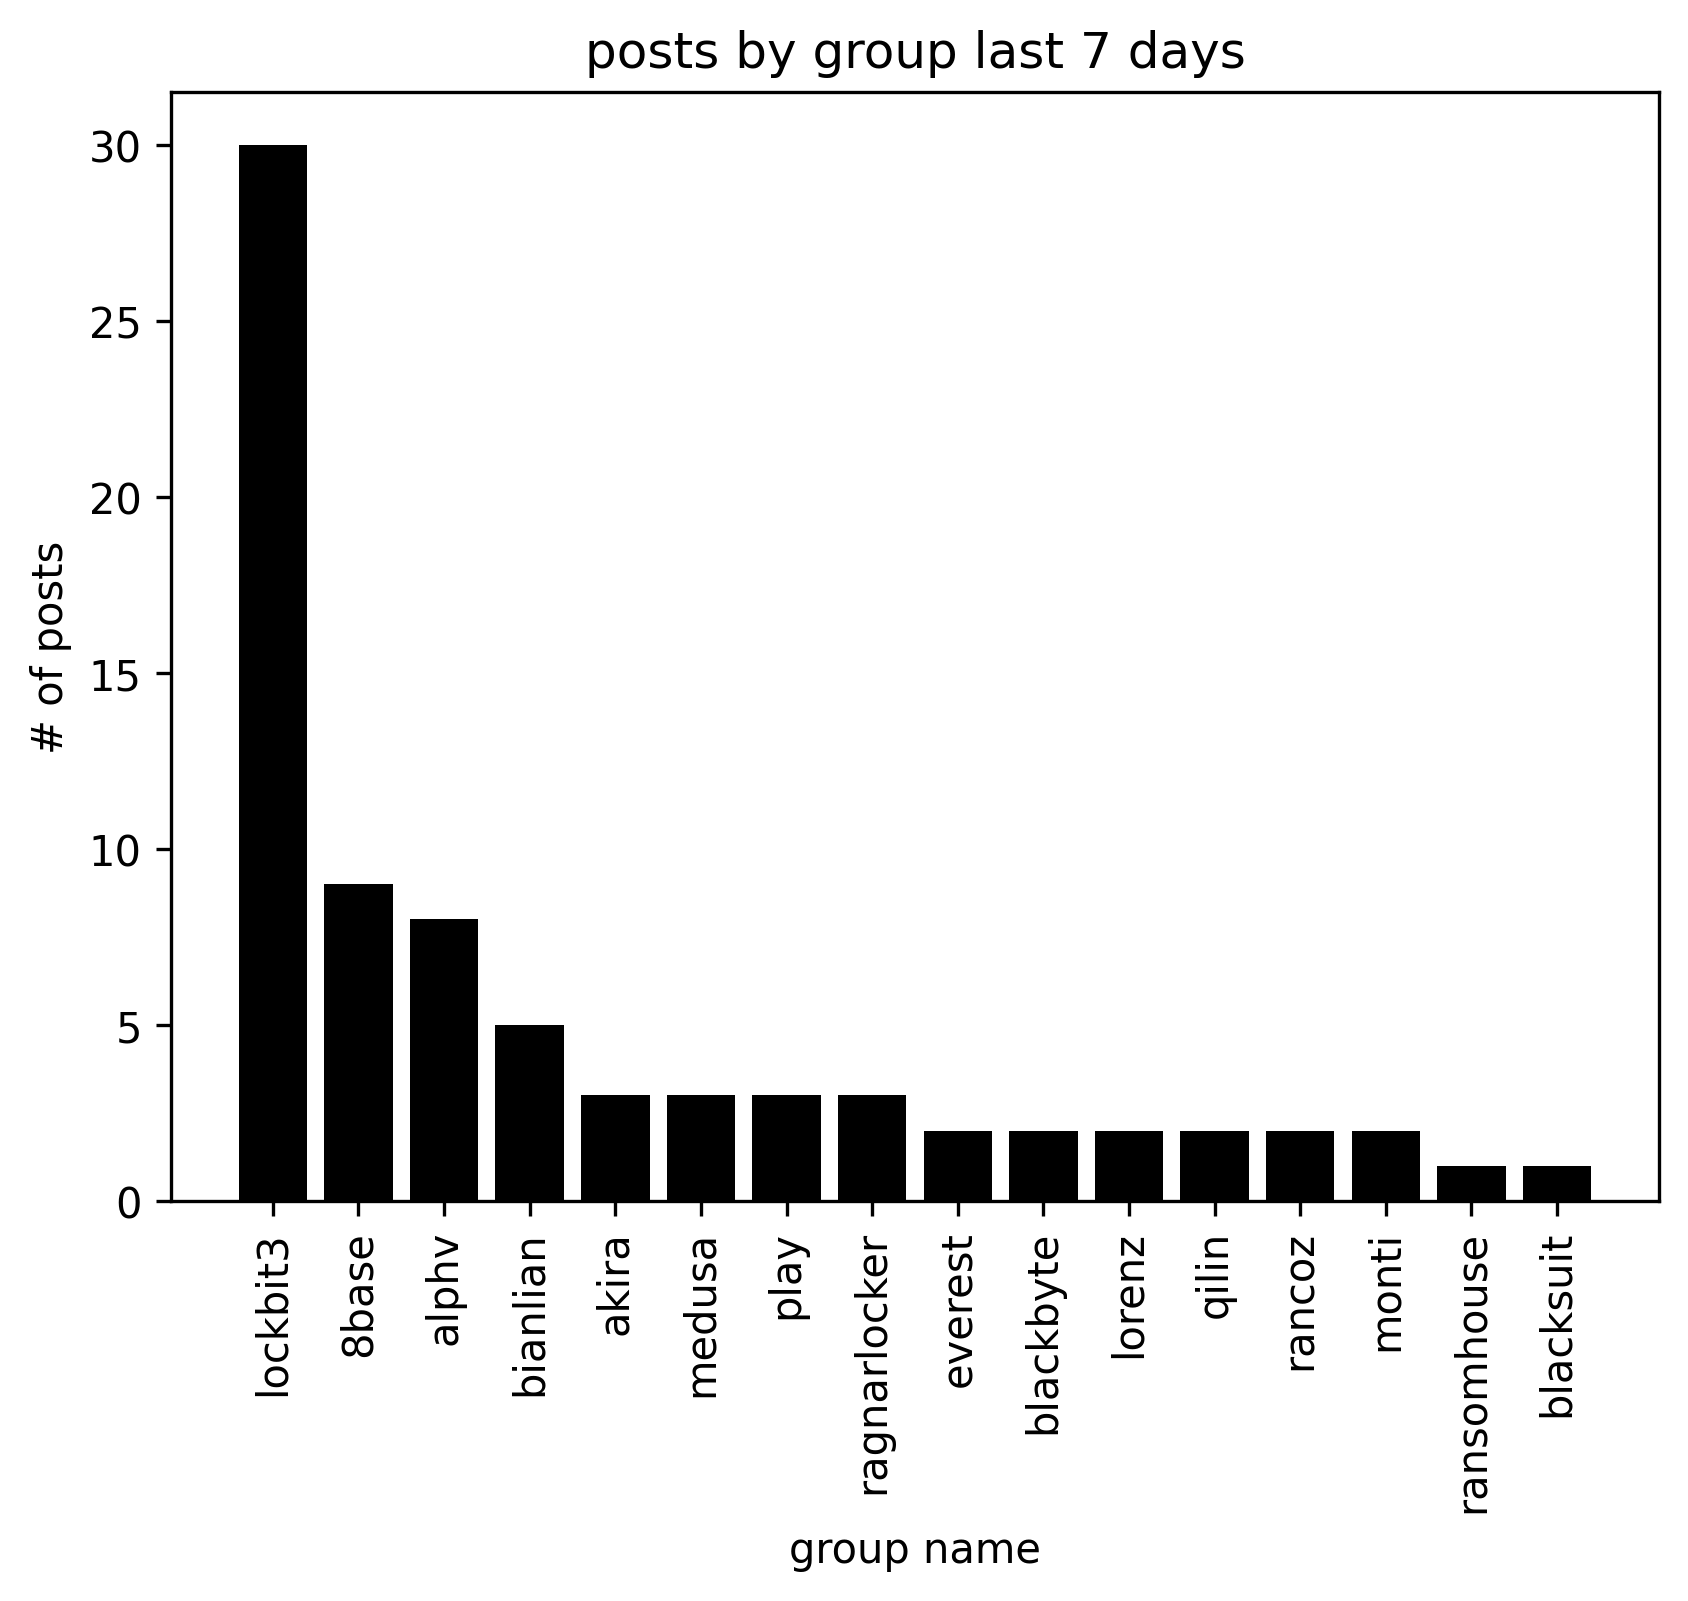 posts by group last 7 days
30
25
20
15
10
5
0
# of posts
lockbit3
8base
alphv
bianlian
akira
medusa
play
ragnarlocker
everest
blackbyte
lorenz
qilin
rancoz
monti
ransomhouse
blacksuit
group name